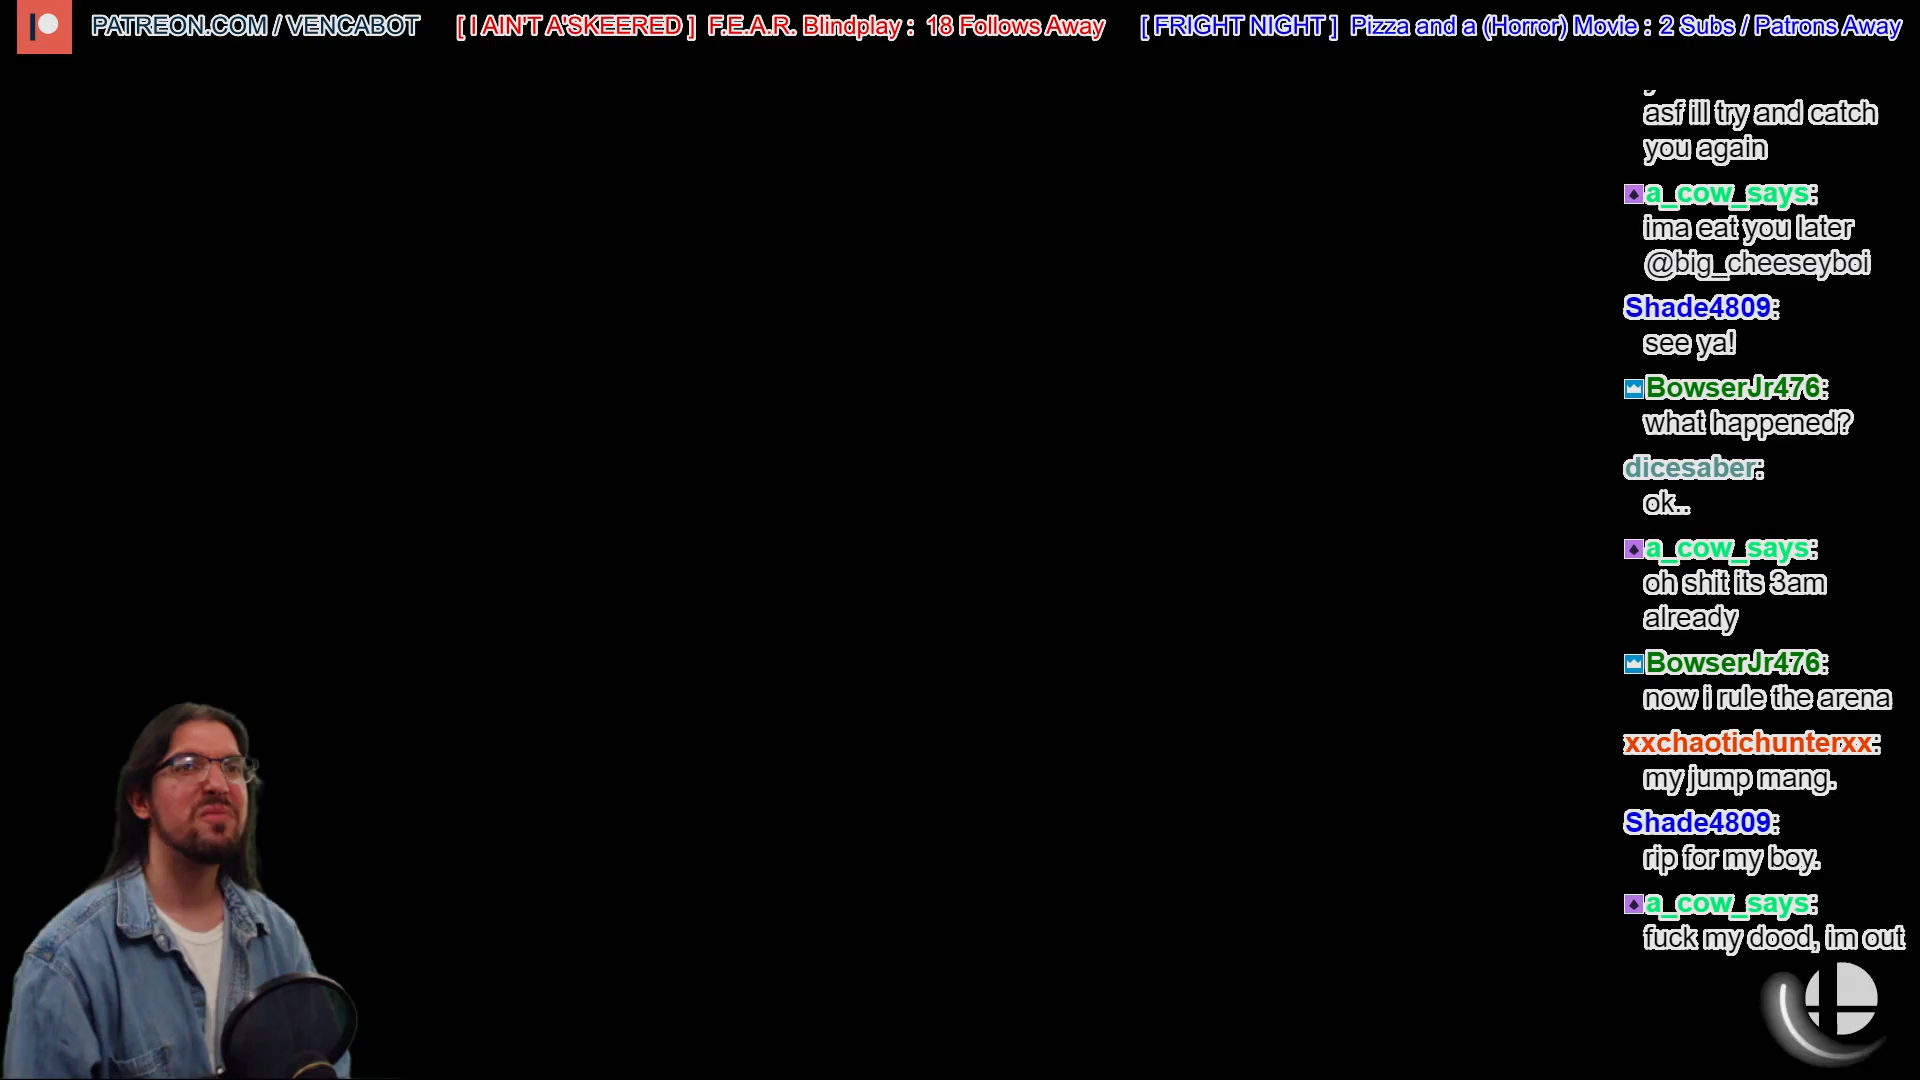 PATREON.COM / VENCABOT
[ I AIN'T A'SKEERED ] F.E.A.R. Blindplay : 18 Follows Away
[ FRIGHT NIGHT ] Pizza and a (Horror) Movie : 2 Subs / Patrons Away
asf ill try and catch
you again
a_cow_says:
ima eat you later
@big_cheeseyboi
Shade4809:
see ya!
BowserJr476:
what happened?
dicesaber:
ok..
a_cow_says:
oh shit its 3am
already
BowserJr476:
now i rule the arena
xxchaotichunterxx:
my jump mang.
Shade4809:
rip for my boy.
a_cow_says:
fuck my dood, im out